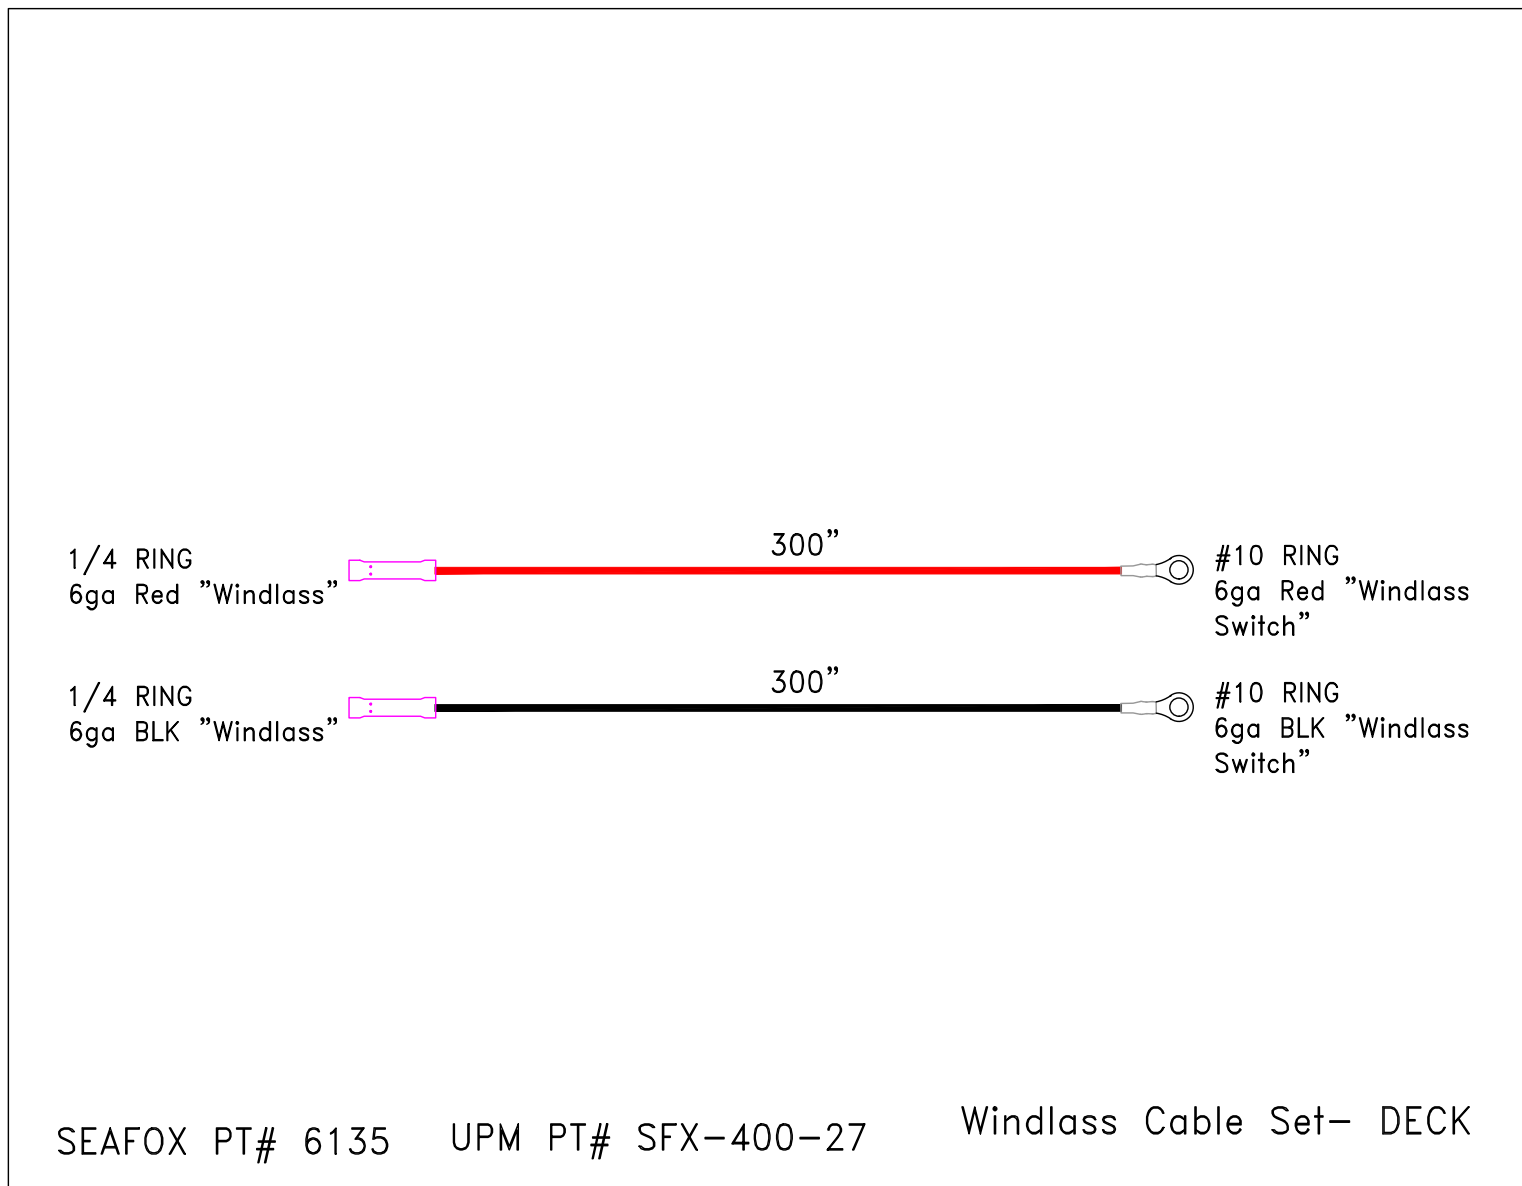 300”
1/4 RING
6ga Red ”Windlass”
#10 RING
6ga Red ”Windlass
Switch”
300”
1/4 RING
6ga BLK ”Windlass”
#10 RING
6ga BLK ”Windlass
Switch”
SEAFOX PT# 6135
UPM PT# SFX-400-27
Windlass Cable Set- DECK